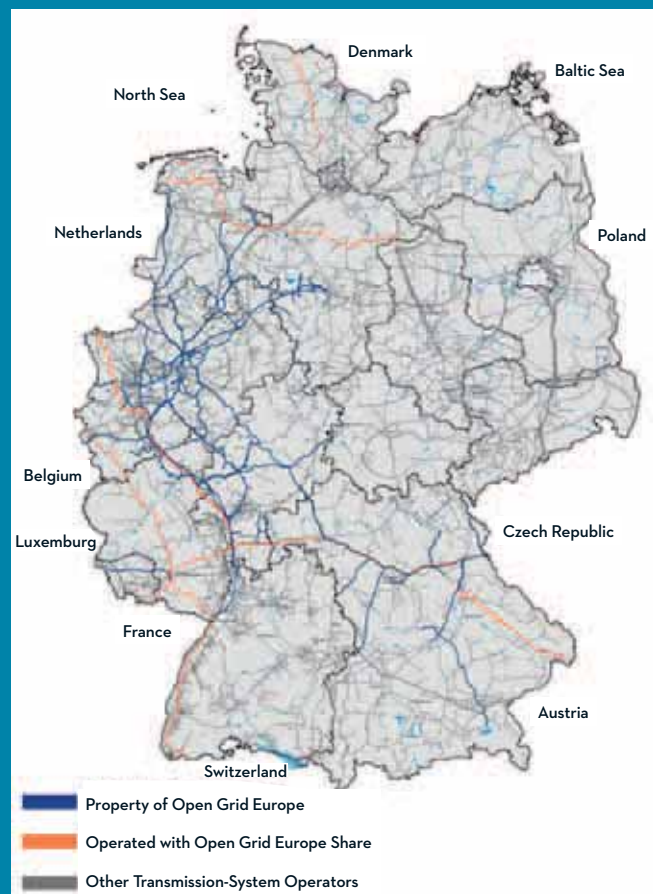 Denmark
Baltic Sea
North Sea
Netherlands
Poland
Belgium
Czech Republic
Luxemburg
France
Austria
Switzerland
Property of Open Grid Europe
Operated with Open Grid Europe Share
Other Transmission-System Operators